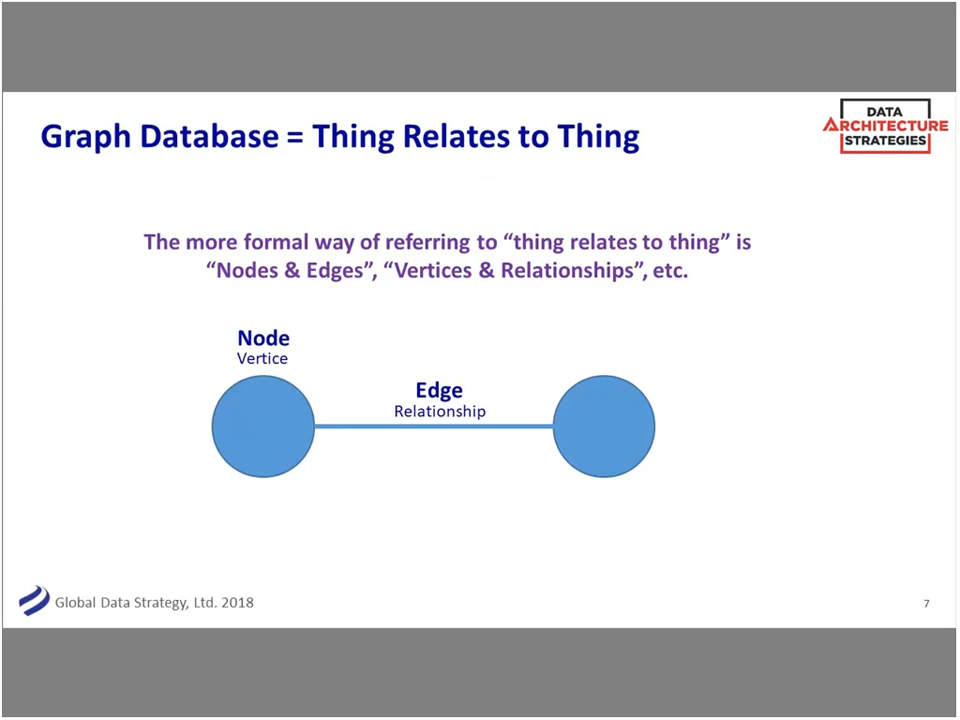 Graph Database = Thing Relates to Thing
DATA
ARCHITECTURE
STRATEGIES
The more formal way of referring to “thing relates to thing” is
“Nodes & Edges”, “Vertices & Relationships”, etc.
Node
Vertice
Edge
Relationship
Global Data Strategy, Ltd. 2018
7